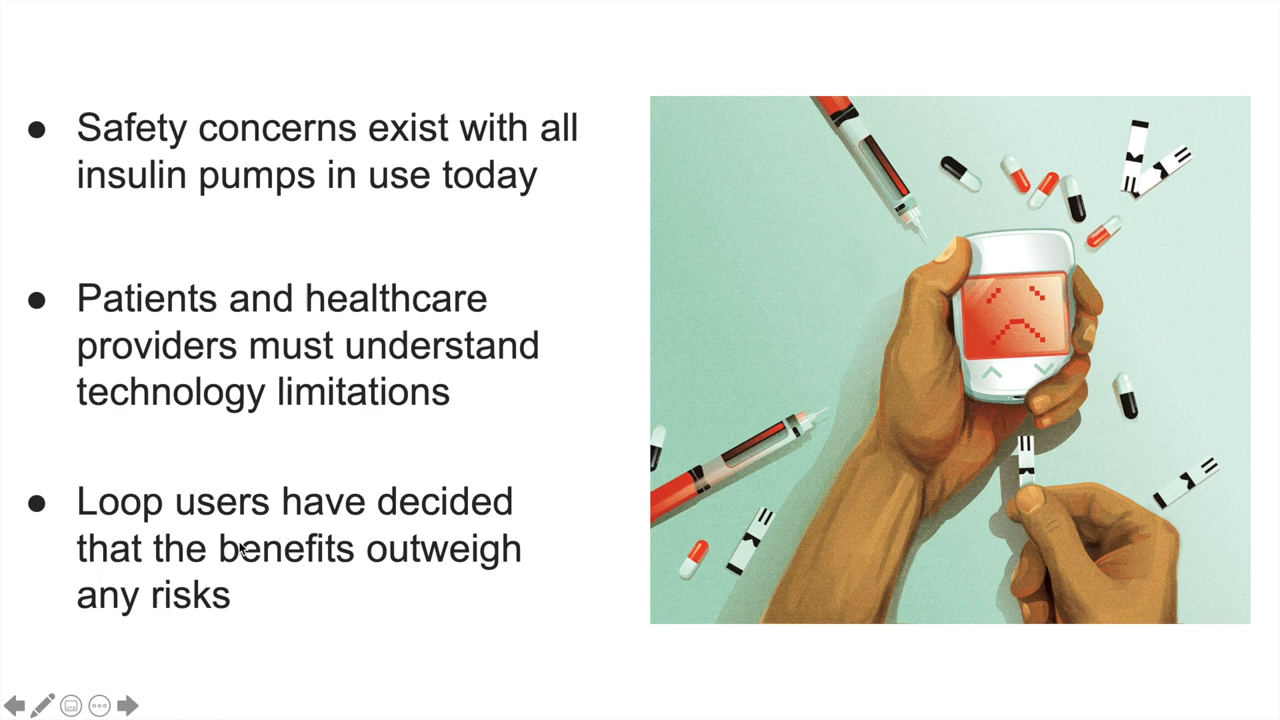 ● Safety concerns exist with all
insulin pumps in use today
● Patients and healthcare
providers must understand
technology limitations
● Loop users have decided
that the benefits outweigh
any risks